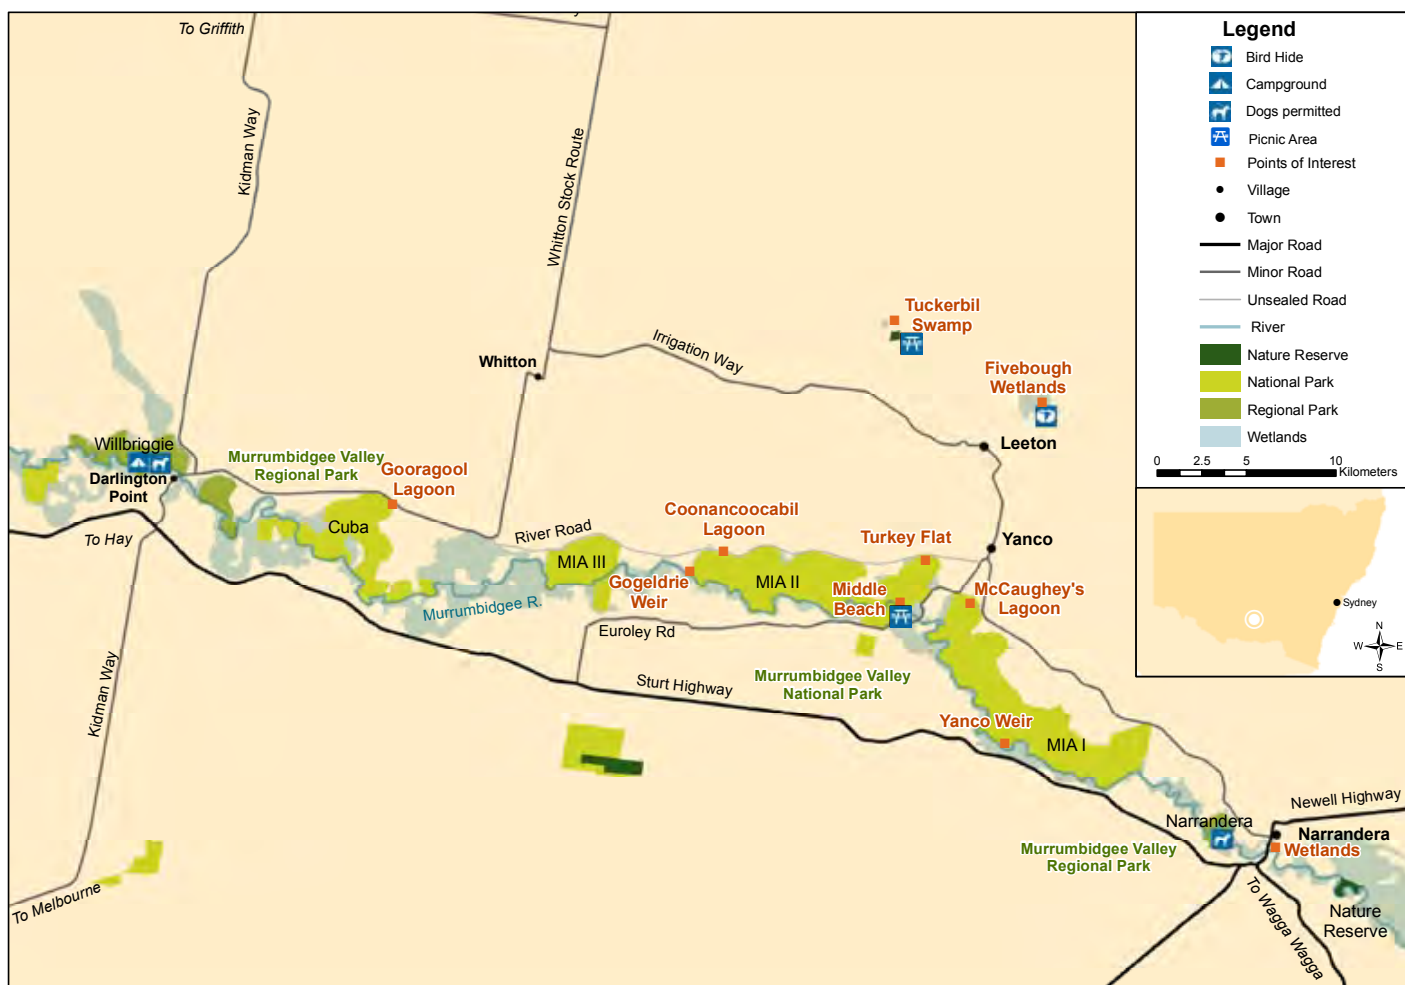 To Griffith
Kidman Way
Whitton Stock Route
Tuckerbil
Swamp
Irrigation Way
Whitton
Fivebough
Wetlands
Leeton
Willbriggie
Darlington
Point
Murrumbidgee Valley
Regional Park
Gooragool
Lagoon
To Hay
Cuba
River Road
Coonancoocabil
Lagoon
Turkey Flat
Yanco
MIA III
Gogeldrie
Weir
MIA II
Middle
Beach
McCaughey's
Lagoon
Murrumbidgee R.
Euroley Rd
Kidman Way
Sturt Highway
Murrumbidgee Valley
National Park
Yanco Weir
MIA I
Newell Highway
Narrandera
Narrandera
Wetlands
Murrumbidgee Valley
Regional Park
To Melbourne
To Wagga Wagga
Nature
Reserve
Legend
Bird Hide
Campground
Dogs permitted
Picnic Area
Points of Interest
Village
Town
Major Road
Minor Road
Unsealed Road
River
Nature Reserve
National Park
Regional Park
Wetlands
0 2.5 5 10
Kilometers
Sydney
N
W E
S